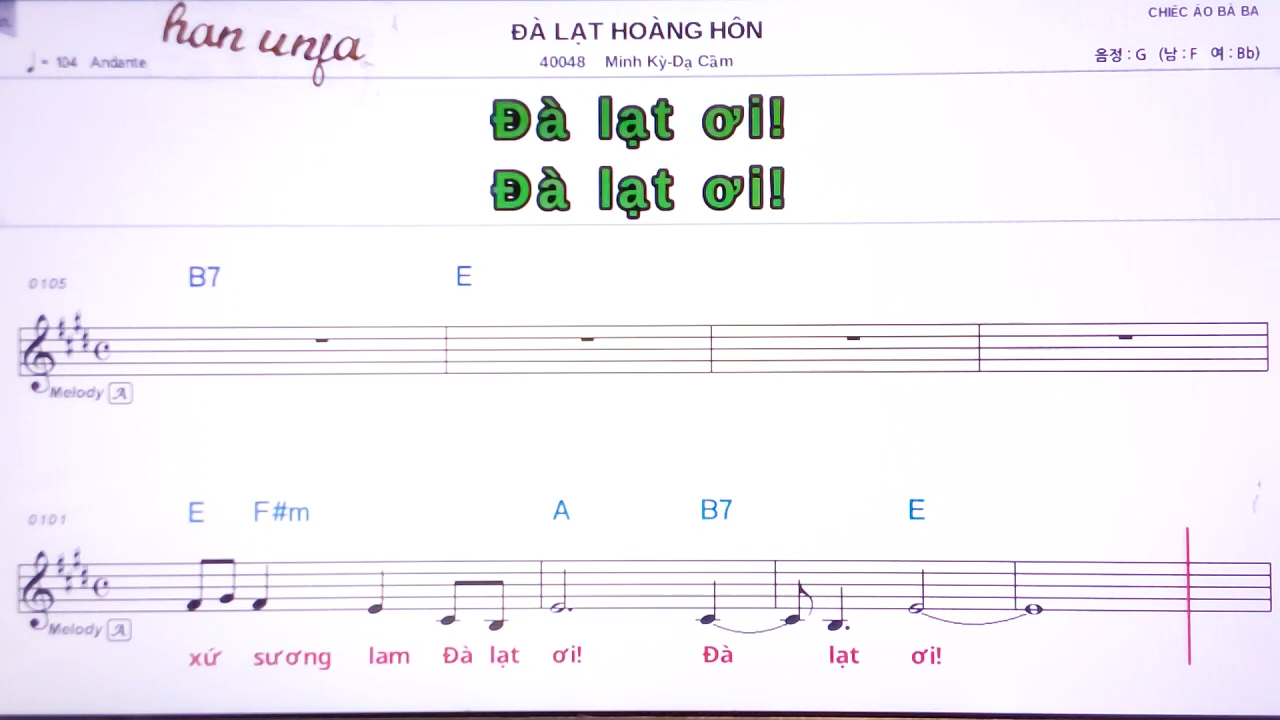 han unfa
ĐÀ LẠT HOÀNG HÔN
CHIẾC ÁO BÀ BA
♩ = 104 Andante
40048 Minh Kỳ-Dạ Cầm
음정 : G (남 : F 여 : Bb)
Đà lạt ơi!
Đà lạt ơi!
0105
B7 E
Melody A
0101
E F#m A B7 E
Melody A
xứ sương lam Đà lạt ơi! Đà lạt ơi!